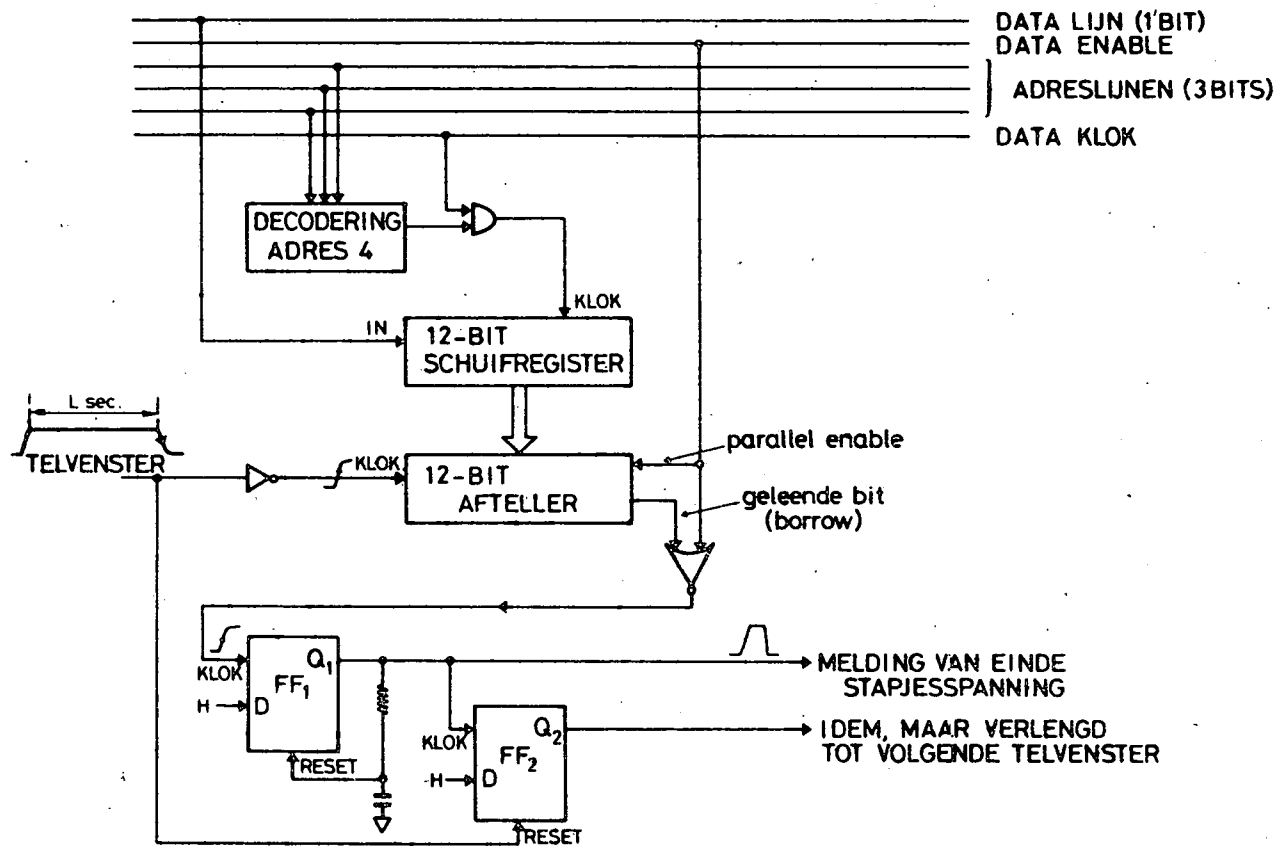 DATA LIJN (1 BIT)
DATA ENABLE
ADRESLIJNEN (3 BITS)
DATA KLOK
DECODERING
ADRES 4
KLOK
IN
12-BIT
SCHUIFREGISTER
L sec.
TELVENSTER
KLOK
12-BIT
AFTELLER
parallel enable
geleende bit
(borrow)
KLOK
Q1
FF1
H
D
RESET
MELDING VAN EINDE
STAPJESSPANNING
KLOK
Q2
FF2
H
D
RESET
IDEM, MAAR VERLENGD
TOT VOLGENDE TELVENSTER